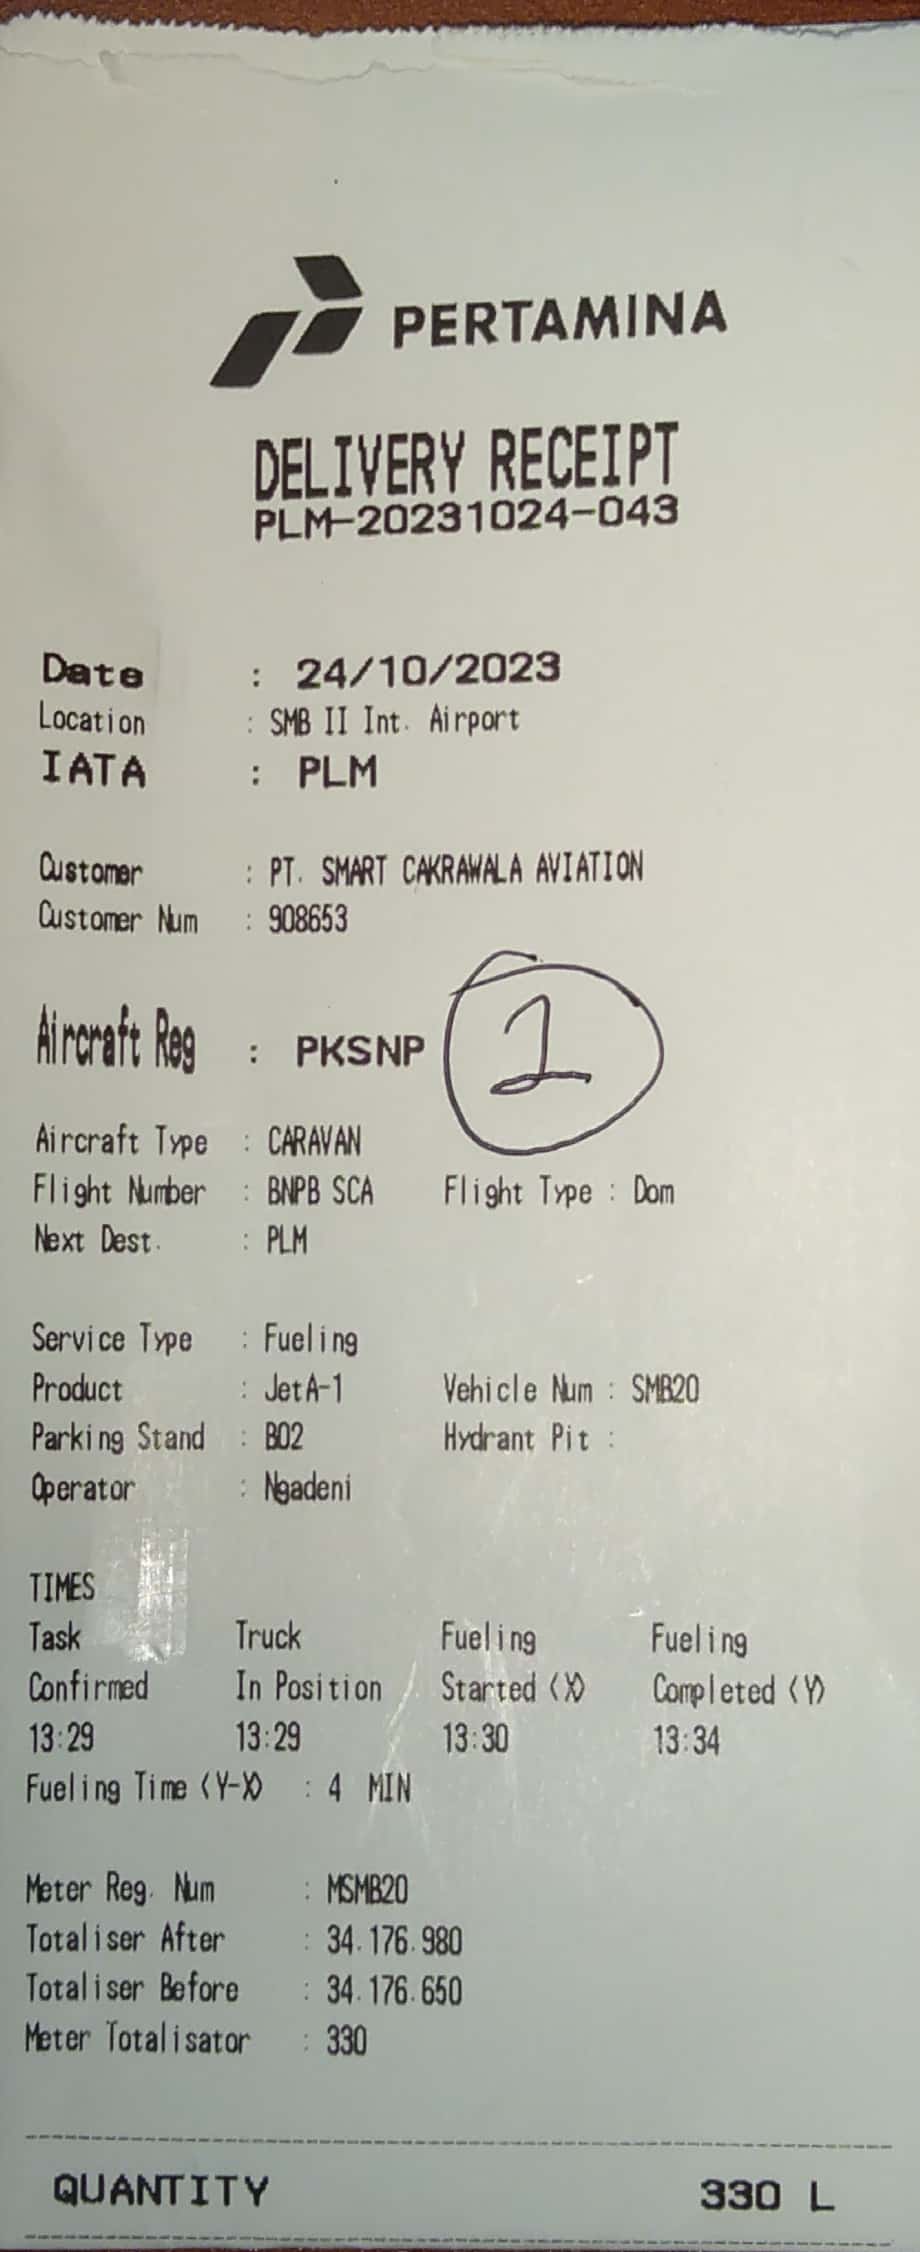 PERTAMINA
DELIVERY RECEIPT
PLM-20231024-043
Date : 24/10/2023
Location : SMB II Int. Airport
IATA : PLM
Customer : PT. SMART CAKRAWALA AVIATION
Customer Num : 908653
Aircraft Reg : PKSNP 1
Aircraft Type : CARAVAN
Flight Number : BNPB SCA Flight Type : Dom
Next Dest. : PLM
Service Type : Fueling
Product : JetA-1 Vehicle Num : SMB20
Parking Stand : B02 Hydrant Pit :
Operator : Ngadeni
TIMES
Task Truck Fueling Fueling
Confirmed In Position Started (X) Completed (Y)
13:29 13:29 13:30 13:34
Fueling Time (Y-X) : 4 MIN
Meter Reg. Num : MSMB20
Totaliser After : 34.176.980
Totaliser Before : 34.176.650
Meter Totalisator : 330
QUANTITY 330 L